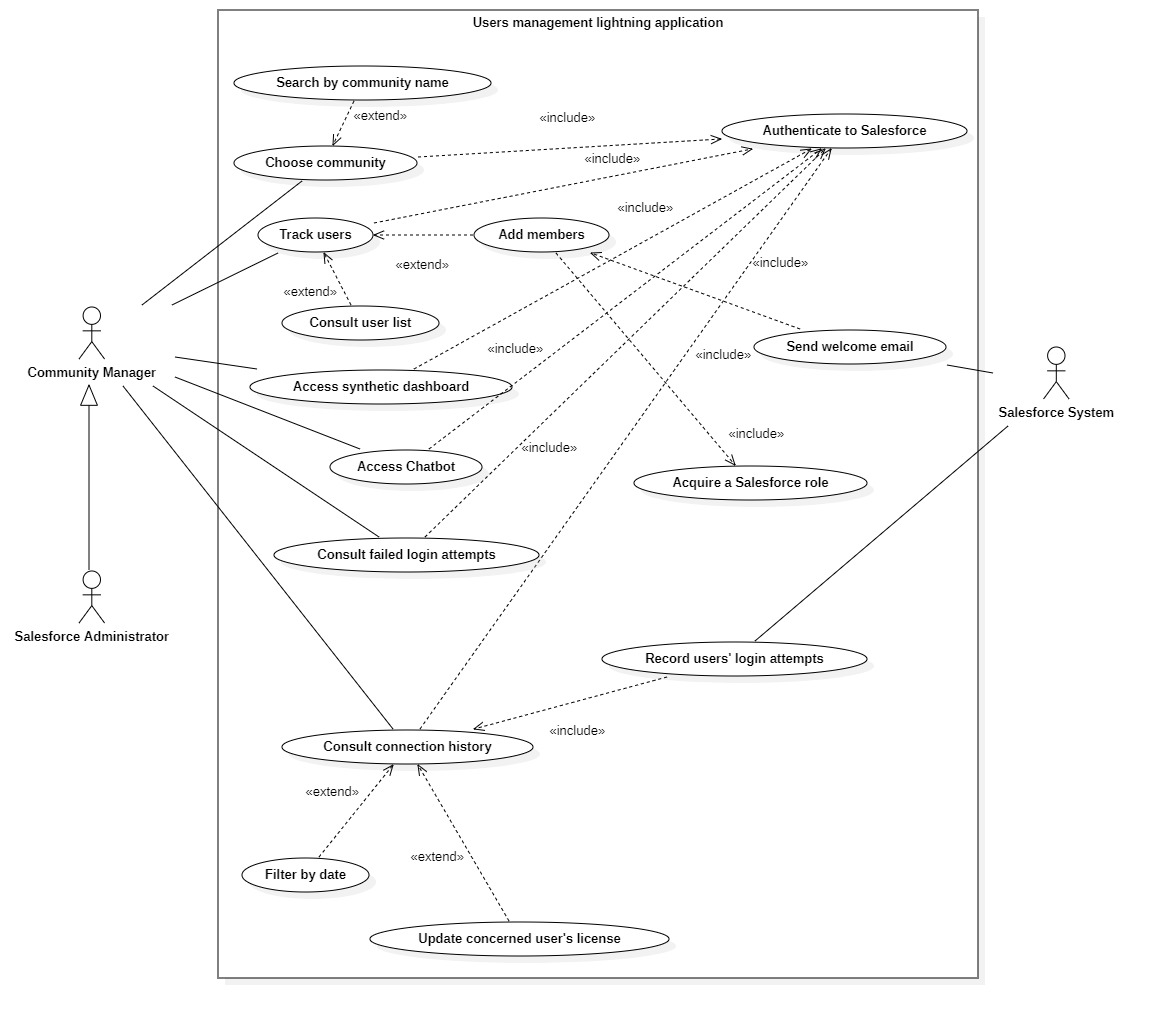 Users management lightning application
Search by community name
«extend»
«include»
Authenticate to Salesforce
Choose community
«include»
«include»
Track users
Add members
«extend»
«include»
«extend»
Consult user list
Send welcome email
«include»
«include»
Community Manager
Access synthetic dashboard
Salesforce System
«include»
«include»
Access Chatbot
Acquire a Salesforce role
Consult failed login attempts
Salesforce Administrator
Record users' login attempts
«include»
Consult connection history
«extend»
«extend»
Filter by date
Update concerned user's license